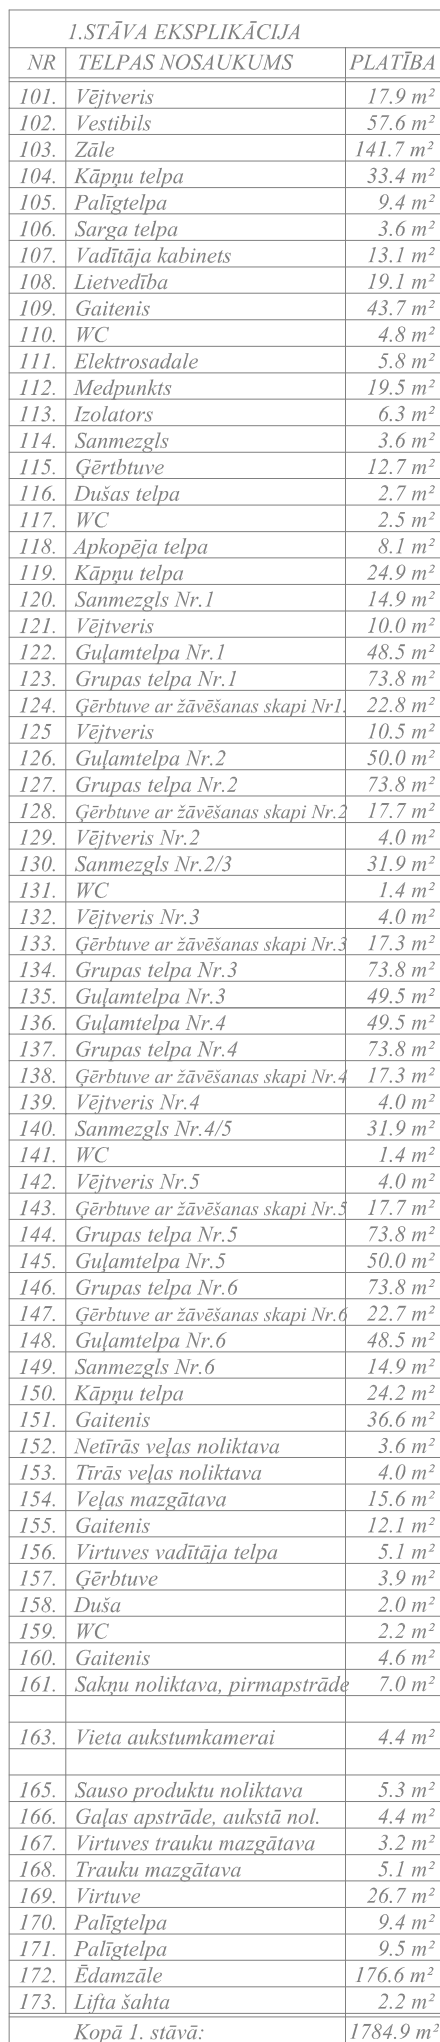 1.STĀVA EKSPLIKĀCIJA
NR TELPAS NOSAUKUMS PLATĪBA
101. Vējtveris 17.9 m²
102. Vestibils 57.6 m²
103. Zāle 141.7 m²
104. Kāpņu telpa 33.4 m²
105. Palīgtelpa 9.4 m²
106. Sarga telpa 3.6 m²
107. Vadītāja kabinets 13.1 m²
108. Lietvedība 19.1 m²
109. Gaitenis 43.7 m²
110. WC 4.8 m²
111. Elektrosadale 5.8 m²
112. Medpunkts 19.5 m²
113. Izolators 6.3 m²
114. Sanmezgls 3.6 m²
115. Ģērtbtuve 12.7 m²
116. Dušas telpa 2.7 m²
117. WC 2.5 m²
118. Apkopēja telpa 8.1 m²
119. Kāpņu telpa 24.9 m²
120. Sanmezgls Nr.1 14.9 m²
121. Vējtveris 10.0 m²
122. Guļamtelpa Nr.1 48.5 m²
123. Grupas telpa Nr.1 73.8 m²
124. Ģērbtuve ar žāvēšanas skapi Nr1. 22.8 m²
125 Vējtveris 10.5 m²
126. Guļamtelpa Nr.2 50.0 m²
127. Grupas telpa Nr.2 73.8 m²
128. Ģērbtuve ar žāvēšanas skapi Nr.2 17.7 m²
129. Vējtveris Nr.2 4.0 m²
130. Sanmezgls Nr.2/3 31.9 m²
131. WC 1.4 m²
132. Vējtveris Nr.3 4.0 m²
133. Ģērbtuve ar žāvēšanas skapi Nr.3 17.3 m²
134. Grupas telpa Nr.3 73.8 m²
135. Guļamtelpa Nr.3 49.5 m²
136. Guļamtelpa Nr.4 49.5 m²
137. Grupas telpa Nr.4 73.8 m²
138. Ģērbtuve ar žāvēšanas skapi Nr.4 17.3 m²
139. Vējtveris Nr.4 4.0 m²
140. Sanmezgls Nr.4/5 31.9 m²
141. WC 1.4 m²
142. Vējtveris Nr.5 4.0 m²
143. Ģērbtuve ar žāvēšanas skapi Nr.5 17.7 m²
144. Grupas telpa Nr.5 73.8 m²
145. Guļamtelpa Nr.5 50.0 m²
146. Grupas telpa Nr.6 73.8 m²
147. Ģērbtuve ar žāvēšanas skapi Nr.6 22.7 m²
148. Guļamtelpa Nr.6 48.5 m²
149. Sanmezgls Nr.6 14.9 m²
150. Kāpņu telpa 24.2 m²
151. Gaitenis 36.6 m²
152. Netīrās veļas noliktava 3.6 m²
153. Tīrās veļas noliktava 4.0 m²
154. Veļas mazgātava 15.6 m²
155. Gaitenis 12.1 m²
156. Virtuves vadītāja telpa 5.1 m²
157. Ģērbtuve 3.9 m²
158. Duša 2.0 m²
159. WC 2.2 m²
160. Gaitenis 4.6 m²
161. Sakņu noliktava, pirmapstrāde 7.0 m²
163. Vieta aukstumkamerai 4.4 m²
165. Sauso produktu noliktava 5.3 m²
166. Gaļas apstrāde, aukstā nol. 4.4 m²
167. Virtuves trauku mazgātava 3.2 m²
168. Trauku mazgātava 5.1 m²
169. Virtuve 26.7 m²
170. Palīgtelpa 9.4 m²
171. Palīgtelpa 9.5 m²
172. Ēdamzāle 176.6 m²
173. Lifta šahta 2.2 m²
Kopā 1. stāvā: 1784.9 m²